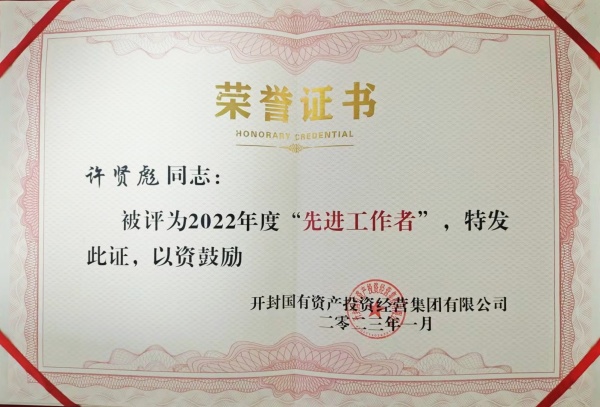 荣誉证书
HONORARY CREDENTIAL
许贤彪同志：
被评为2022年度“先进工作者”，特发
此证，以资鼓励
开封国有资产投资经营集团有限公司
二零二三年一月